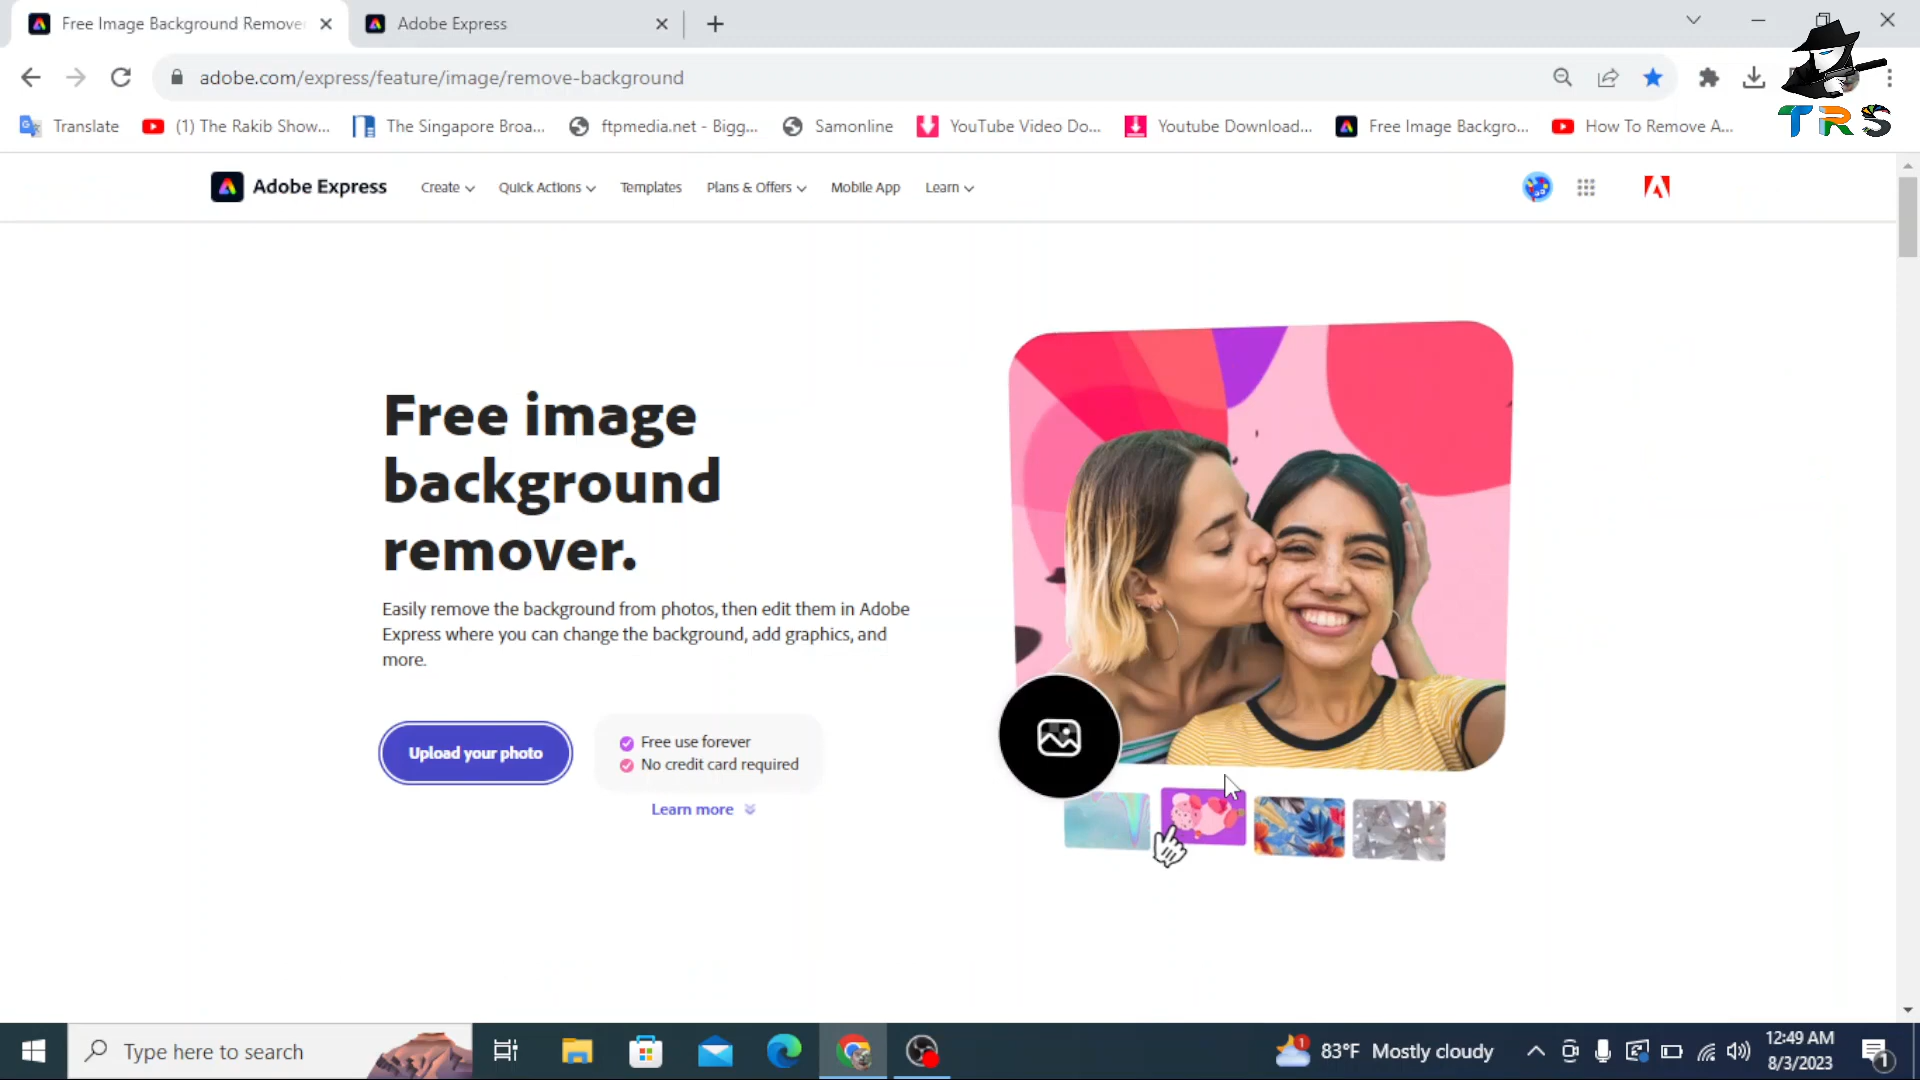 Free Image Background Remove
Adobe Express
adobe.com/express/feature/image/remove-background
Translate
(1) The Rakib Show...
The Singapore Broa...
ftpmedia.net - Bigg...
Samonline
YouTube Video Do...
Youtube Download...
Free Image Backgro...
How To Remove A...
TRS
Adobe Express
Create
Quick Actions
Templates
Plans & Offers
Mobile App
Learn
Free image
background
remover.
Easily remove the background from photos, then edit them in Adobe
Express where you can change the background, add graphics, and
more.
Upload your photo
Free use forever
No credit card required
Learn more
Type here to search
1
83°F Mostly cloudy
12:49 AM
8/3/2023
1